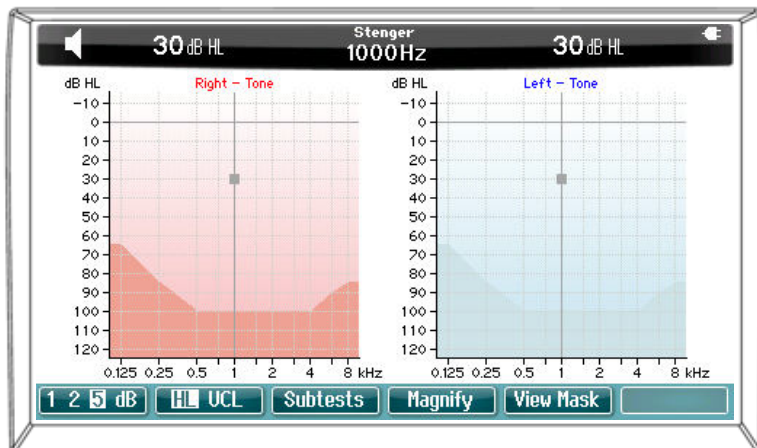 Stenger
30 dB HL 1000Hz 30 dB HL
dB HL Right - Tone dB HL Left - Tone
-10 -10
0 0
10 10
20 20
30 30
40 40
50 50
60 60
70 70
80 80
90 90
100 100
110 110
120 120
0.125 0.25 0.5 1 2 4 8 kHz 0.125 0.25 0.5 1 2 4 8 kHz
1 2 5 dB HL UCL Subtests Magnify View Mask